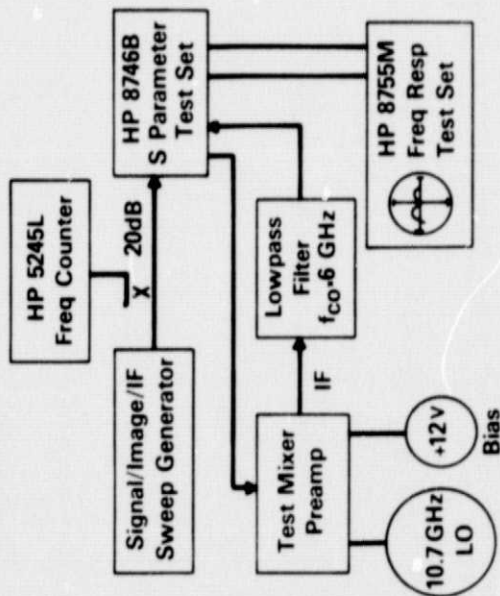 HP 5245L
Freq Counter
Signal/Image/IF
Sweep Generator
X
20dB
HP 8746B
S Parameter
Test Set
Test Mixer
Preamp
IF
Lowpass
Filter
fco-6 GHz
HP 8755M
Freq Resp
Test Set
10.7 GHz
LO
+12V
Bias